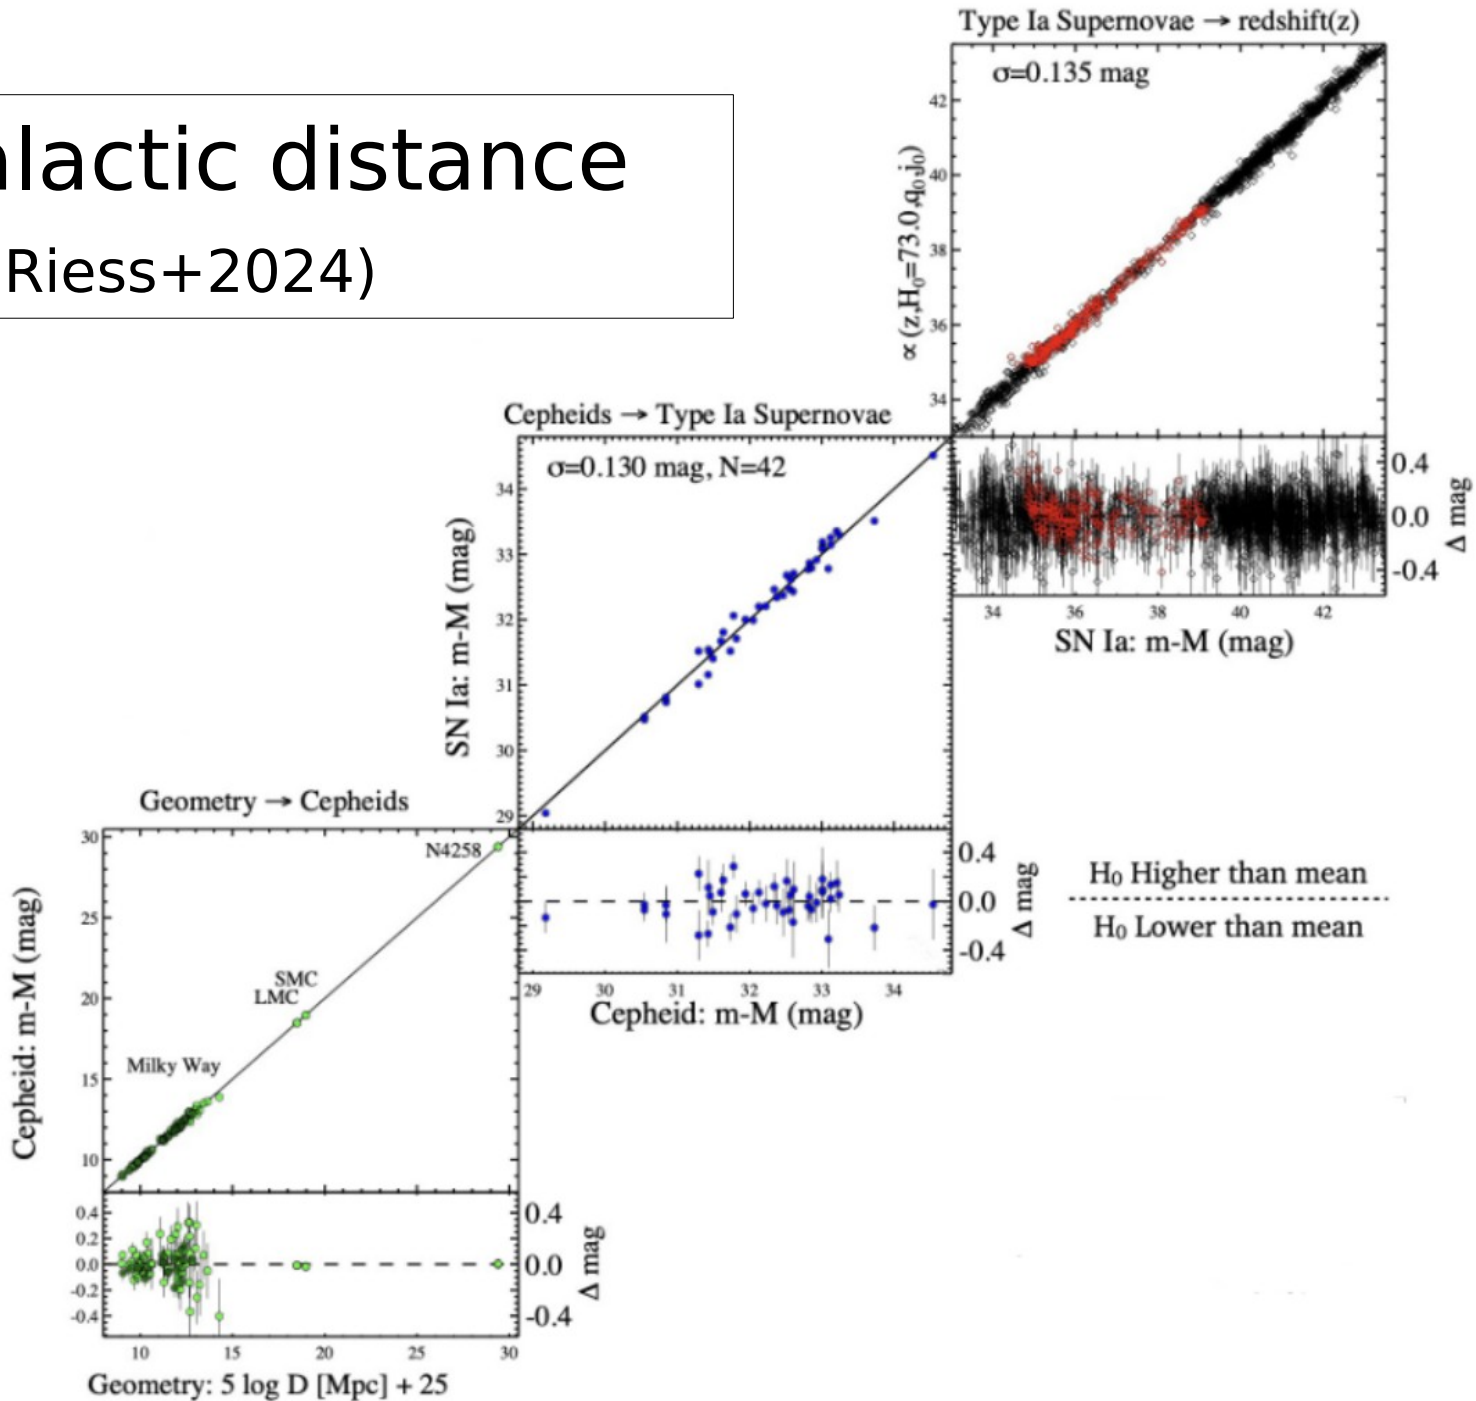 alactic distance
Riess+2024)
Type Ia Supernovae → redshift(z)
σ=0.135 mag
42
40
38
36
34
∝ (z,H₀=73.0,q₀,j₀)
0.4
0.0
-0.4
Δ mag
34 36 38 40 42
SN Ia: m-M (mag)
Cepheids → Type Ia Supernovae
σ=0.130 mag, N=42
34
33
32
31
30
29
SN Ia: m-M (mag)
0.4
0.0
-0.4
Δ mag
29 30 31 32 33 34
Cepheid: m-M (mag)
H₀ Higher than mean
H₀ Lower than mean
Geometry → Cepheids
30
25
20
15
10
Cepheid: m-M (mag)
N4258
SMC
LMC
Milky Way
0.4
0.2
0.0
-0.2
-0.4
0.4
0.0
-0.4
Δ mag
10 15 20 25 30
Geometry: 5 log D [Mpc] + 25